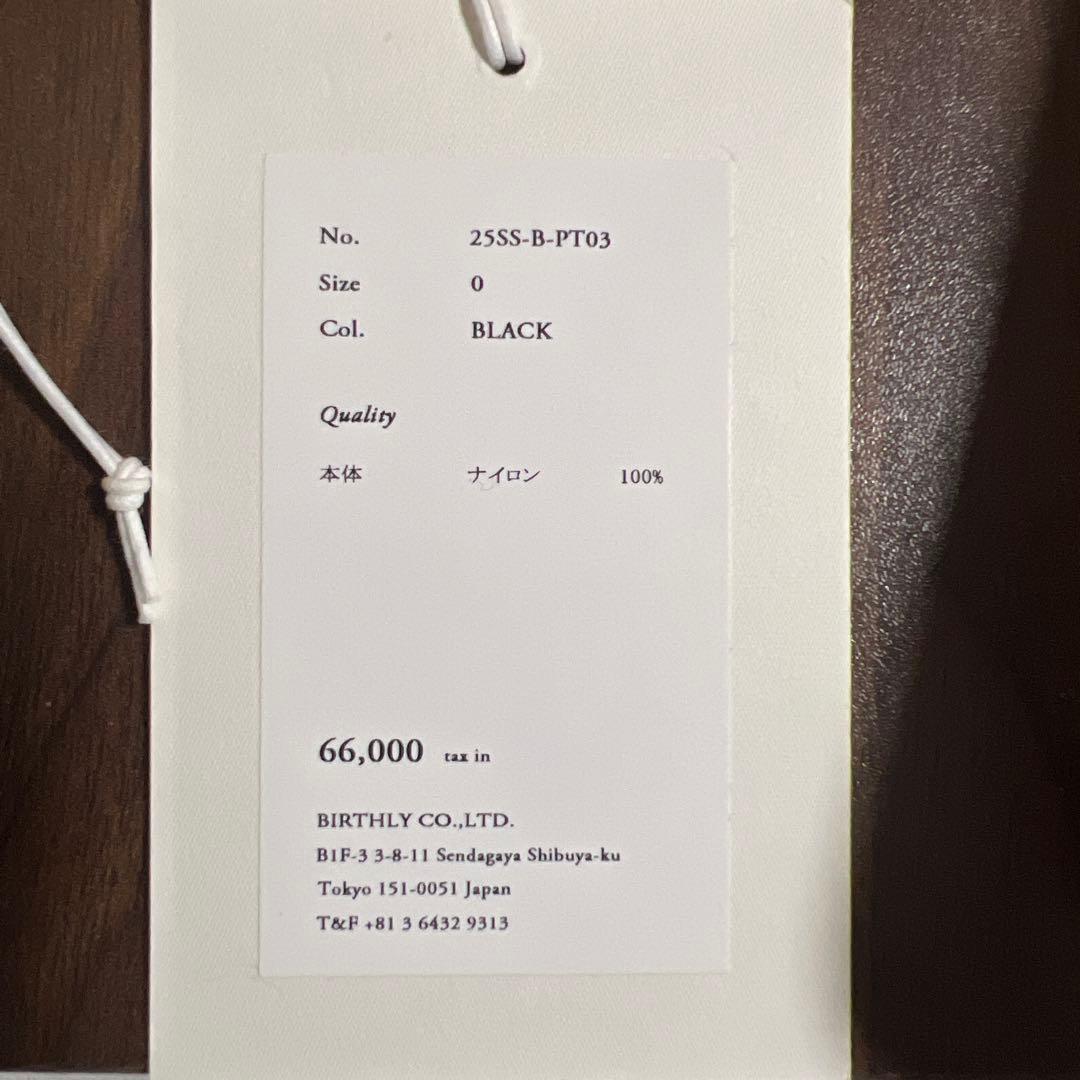 No. 25SS-B-PT03
Size 0
Col. BLACK
Quality
本体 ナイロン 100%
66,000 tax in
BIRTHLY CO.,LTD.
B1F-3 3-8-11 Sendagaya Shibuya-ku
Tokyo 151-0051 Japan
T&F +81 3 6432 9313